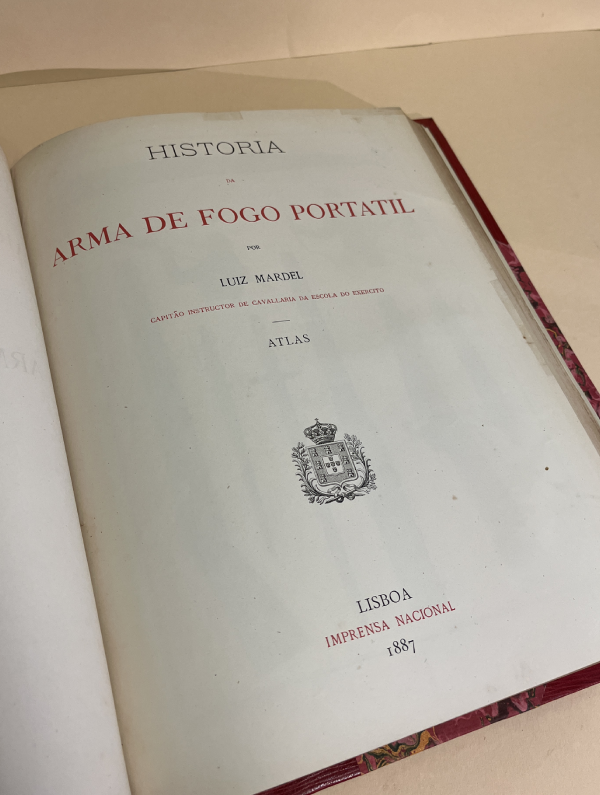 HISTORIA
DA
ARMA DE FOGO PORTATIL
POR
LUIZ MARDEL
CAPITÃO INSTRUCTOR DE CAVALLARIA DA ESCOLA DO EXERCITO
ATLAS
LISBOA
IMPRENSA NACIONAL
1887